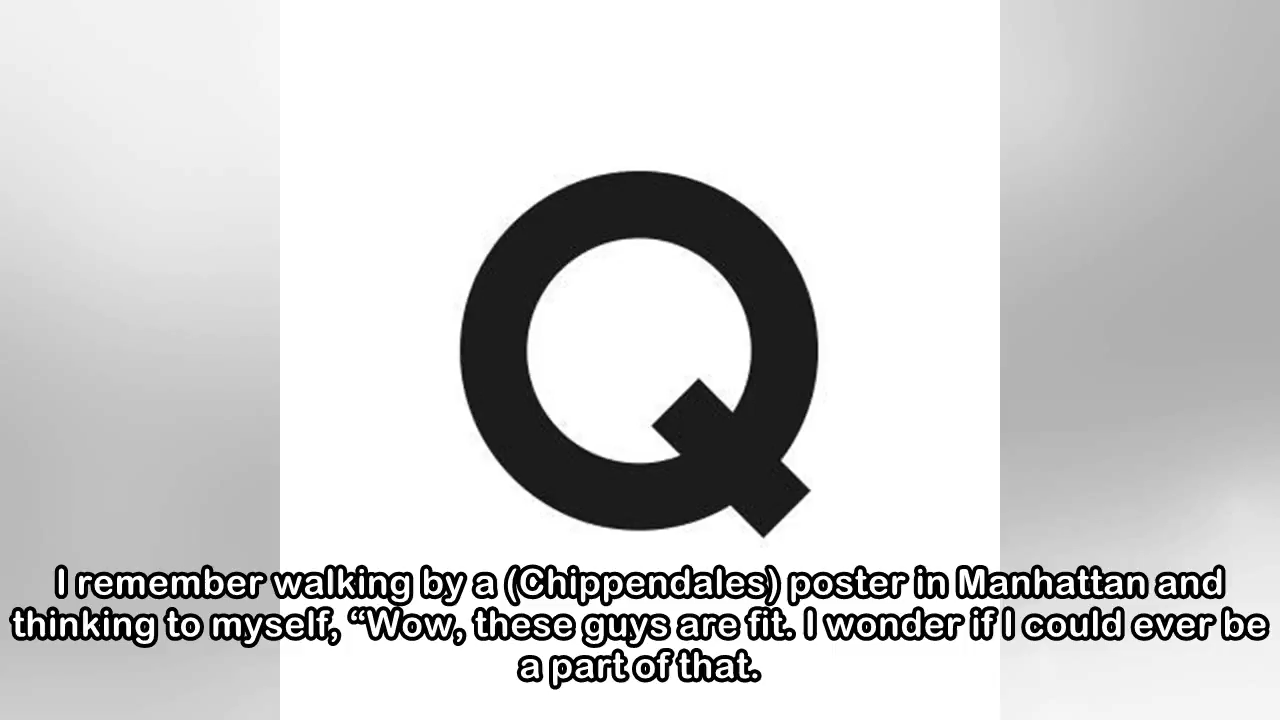 Q
I remember walking by a (Chippendales) poster in Manhattan and
thinking to myself, “Wow, these guys are fit. I wonder if I could ever be
a part of that.